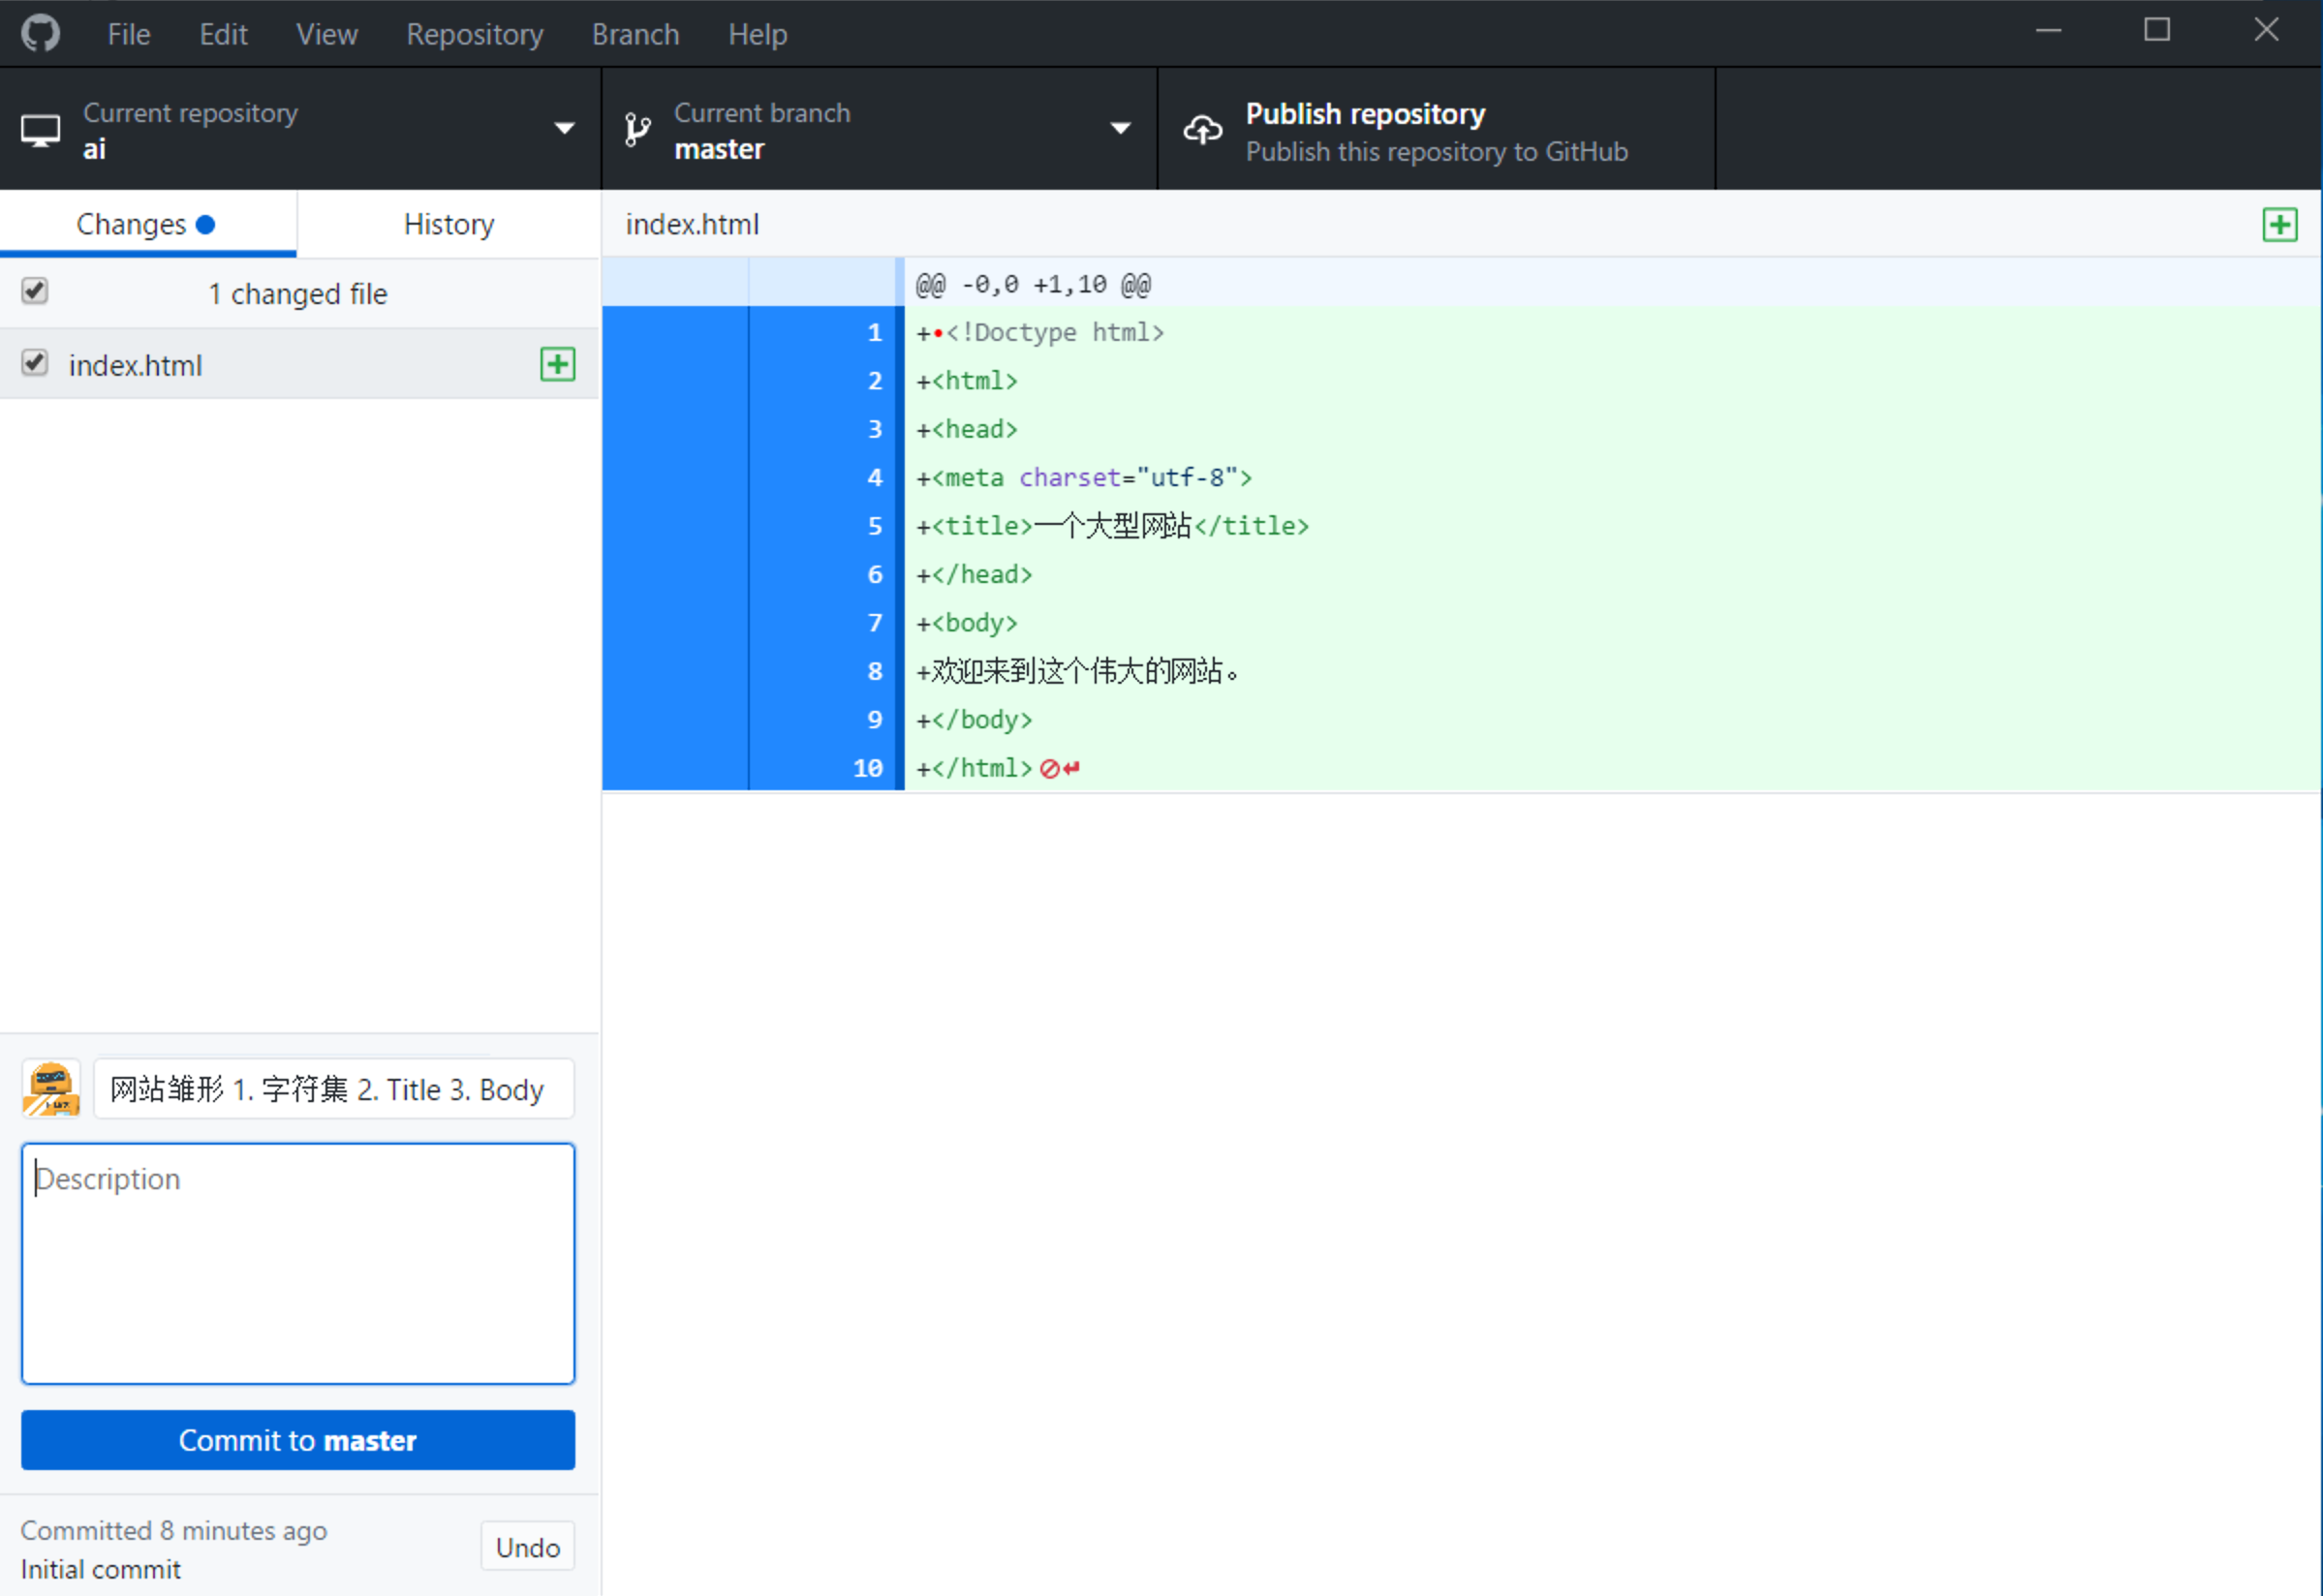 File Edit View Repository Branch Help
Current repository
ai
Current branch
master
Publish repository
Publish this repository to GitHub
Changes History
1 changed file
index.html
index.html
@@ -0,0 +1,10 @@
1 +•<!Doctype html>
2 +<html>
3 +<head>
4 +<meta charset="utf-8">
5 +<title>一个大型网站</title>
6 +</head>
7 +<body>
8 +欢迎来到这个伟大的网站。
9 +</body>
10 +</html>
网站雏形 1. 字符集 2. Title 3. Body
Description
Commit to master
Committed 8 minutes ago
Initial commit
Undo